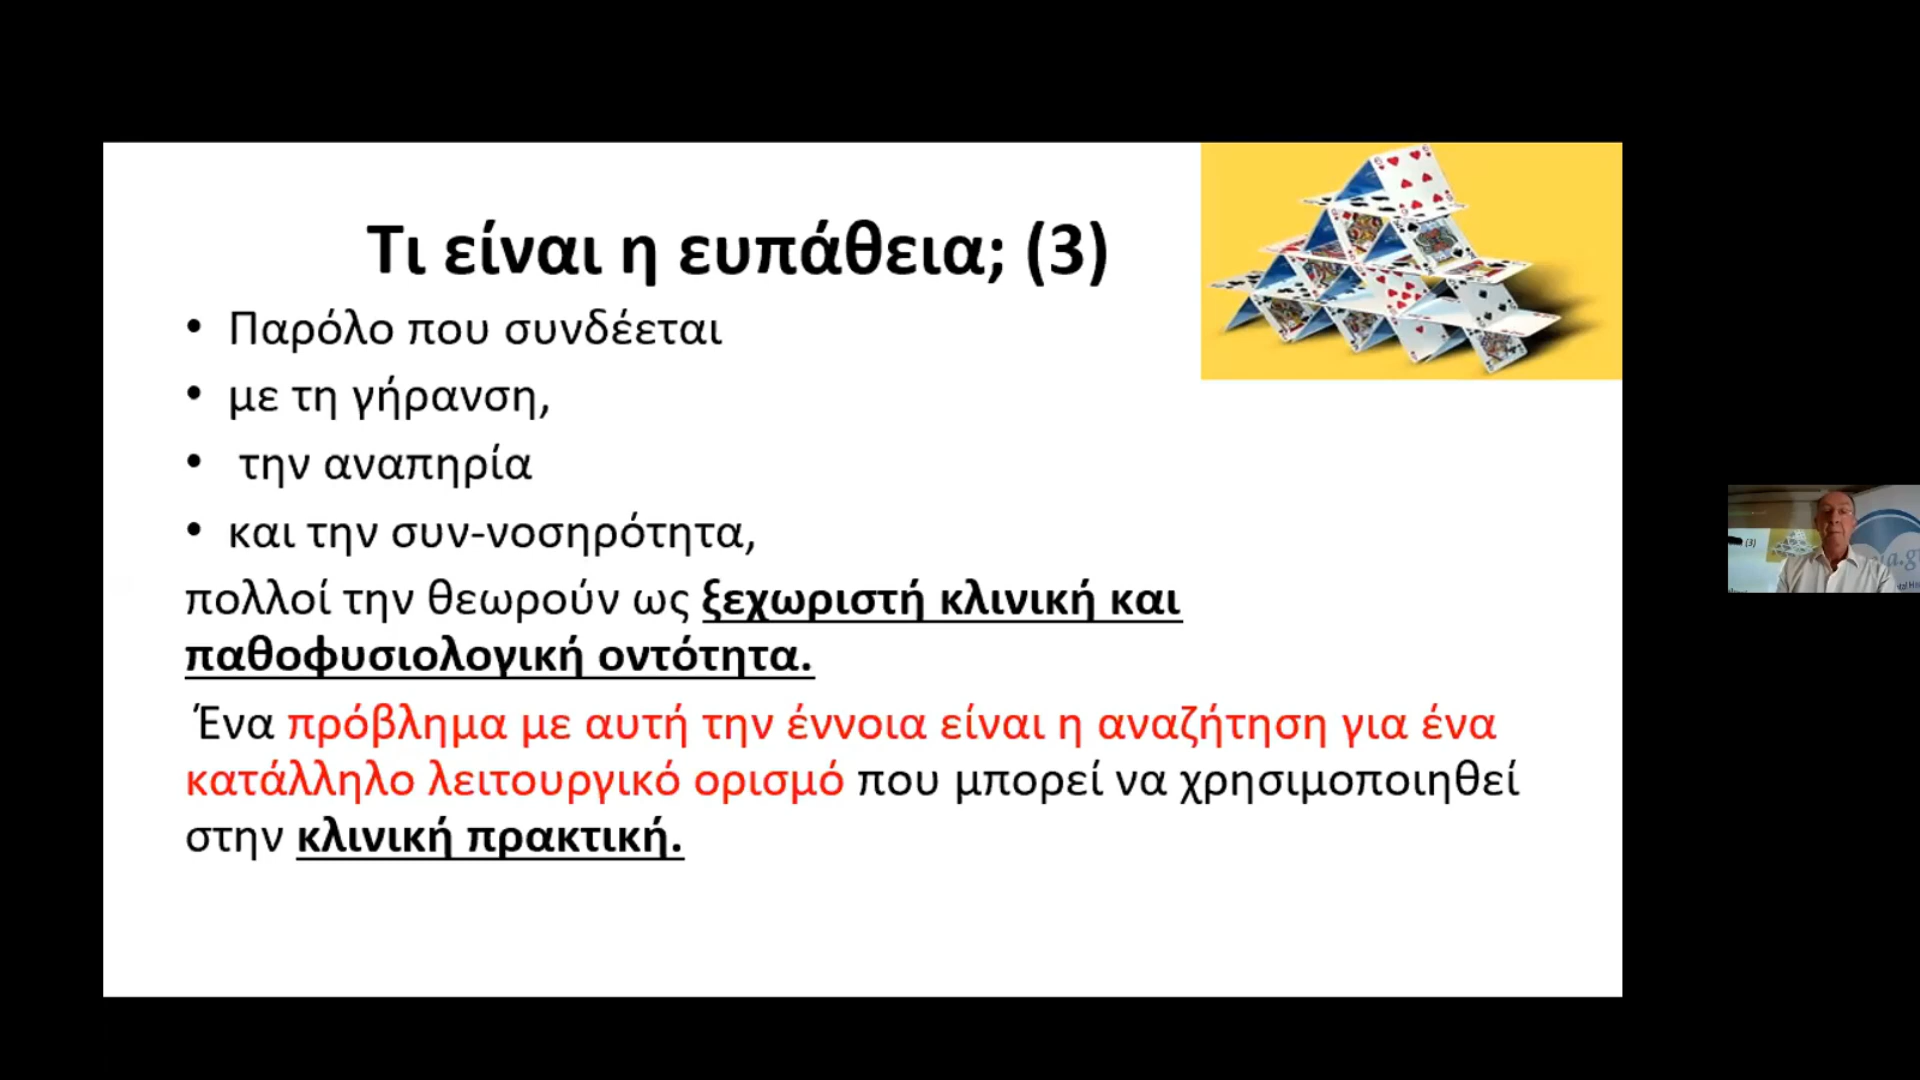 Τι είναι η ευπάθεια; (3)
• Παρόλο που συνδέεται
• με τη γήρανση,
• την αναπηρία
• και την συν-νοσηρότητα,
πολλοί την θεωρούν ως ξεχωριστή κλινική και
παθοφυσιολογική οντότητα.
Ένα πρόβλημα με αυτή την έννοια είναι η αναζήτηση για ένα
κατάλληλο λειτουργικό ορισμό που μπορεί να χρησιμοποιηθεί
στην κλινική πρακτική.
(3)